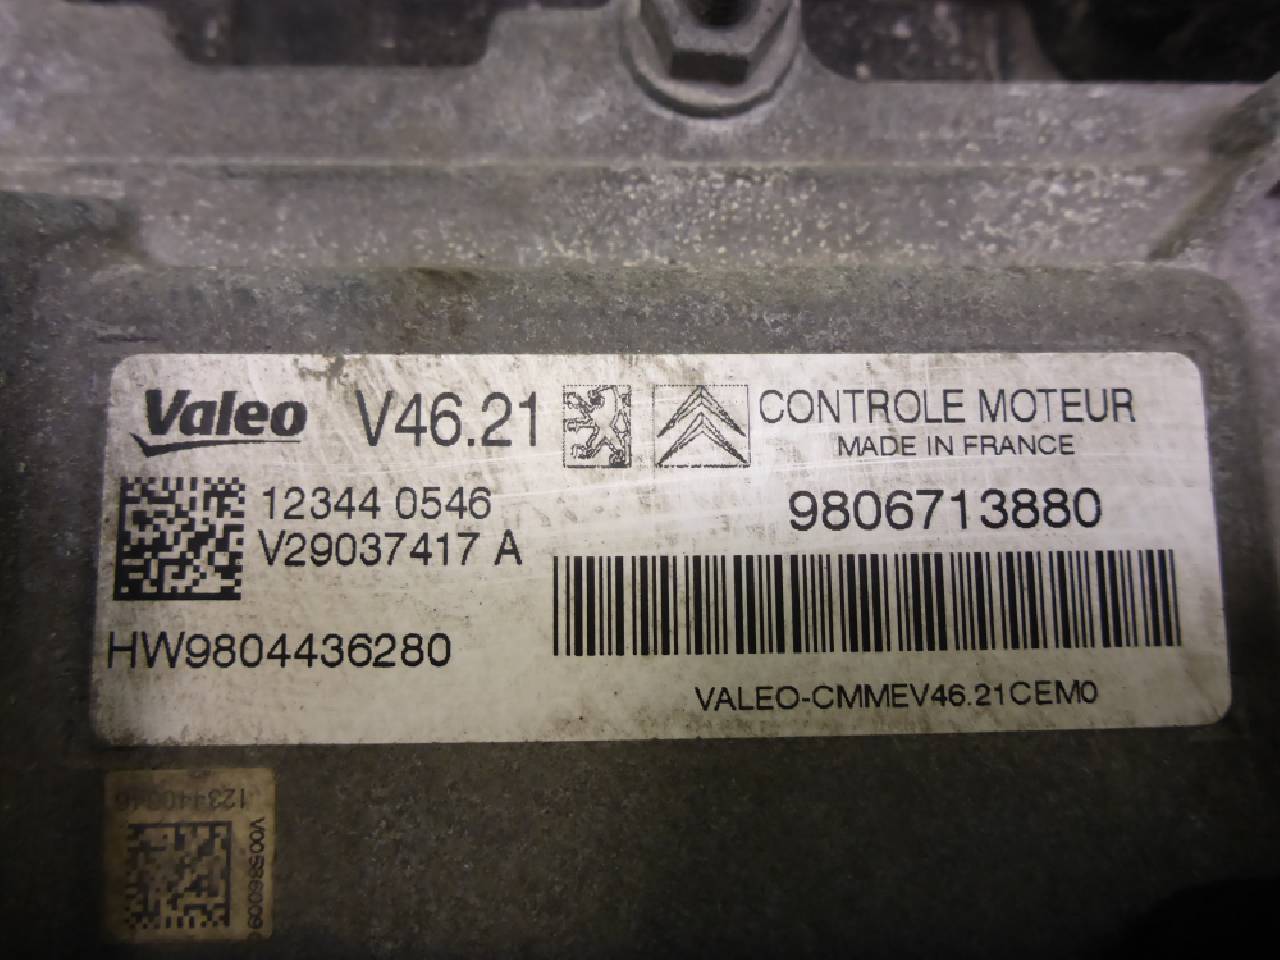 Valeo V46.21 CONTROLE MOTEUR
MADE IN FRANCE
12344 0546
V29037417 A
9806713880
HW9804436280
VALEO-CMMEV46.21CEM0